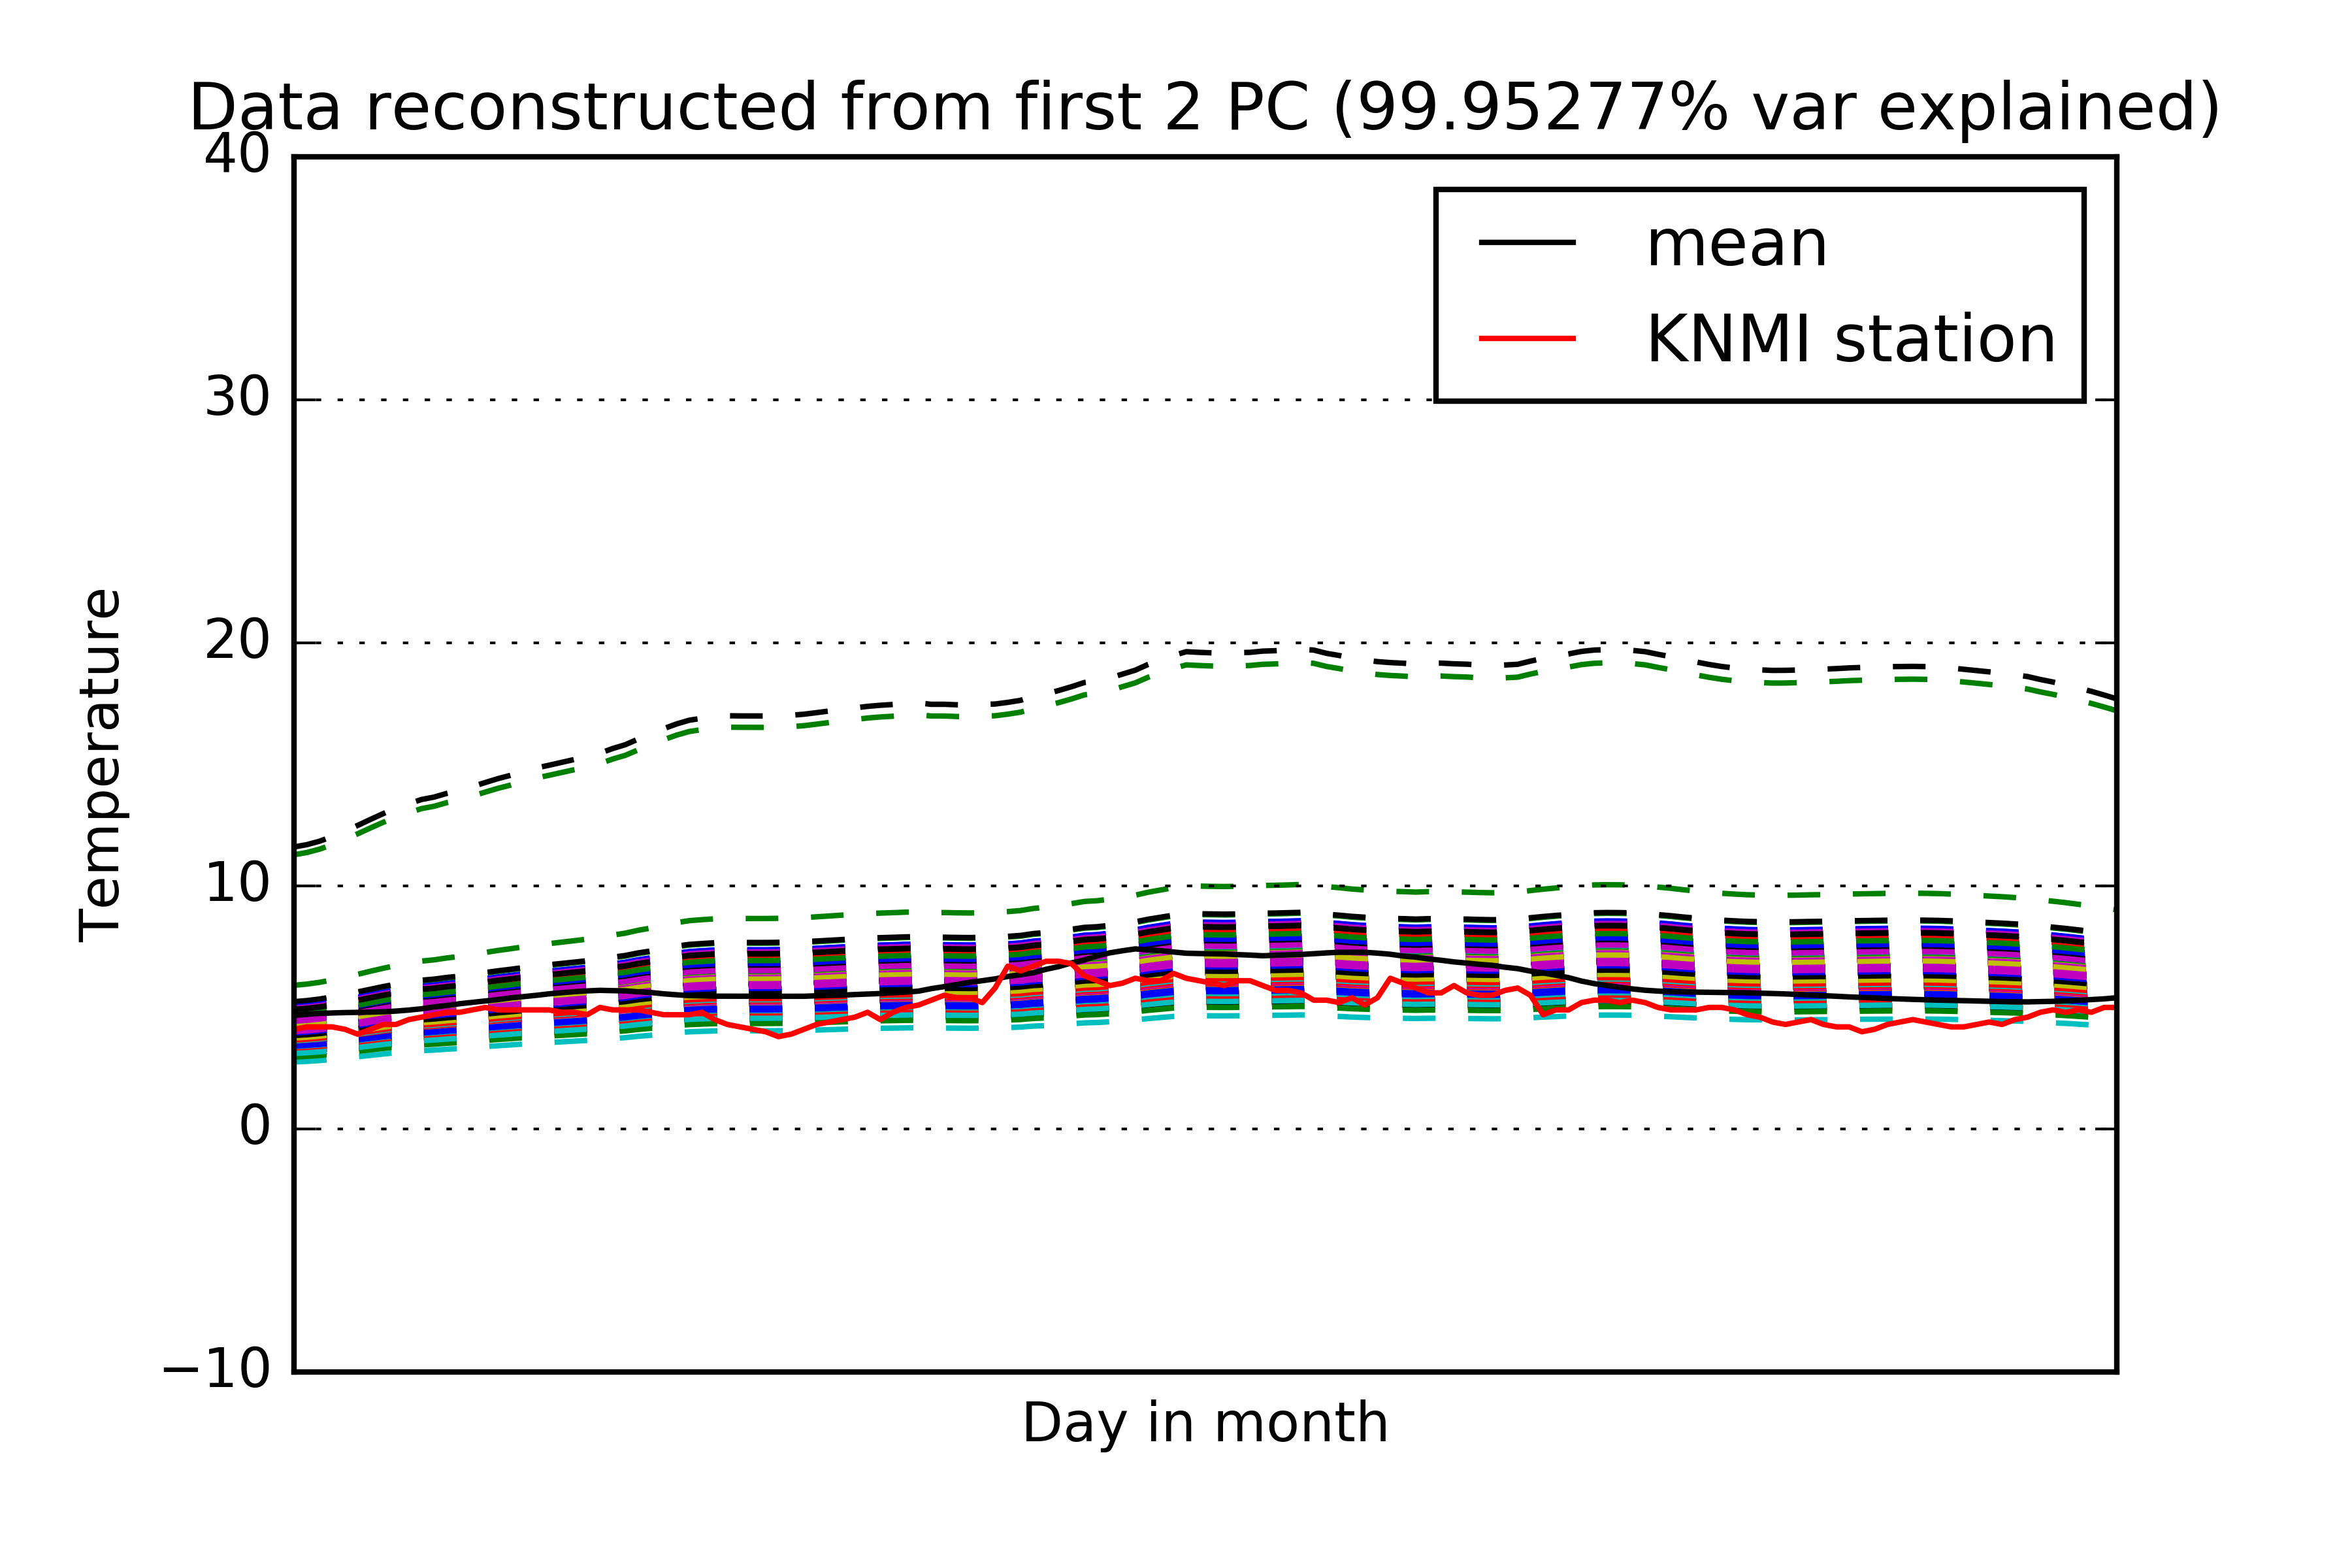 Data reconstructed from first 2 PC (99.95277% var explained)
40
30
20
10
0
−10
Temperature
Day in month
mean
KNMI station